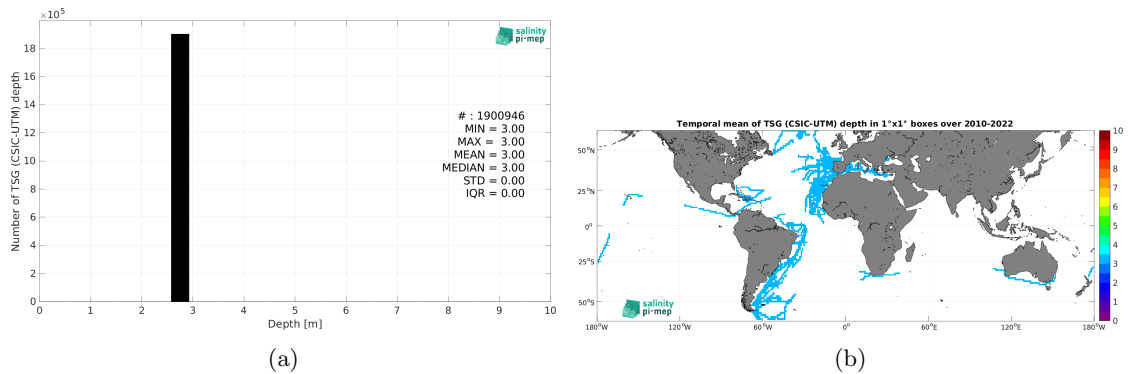 ×10⁵
18
16
14
12
10
8
6
4
2
0
Number of TSG (CSIC-UTM) depth
salinity
pi-mep
# : 1900946
MIN = 3.00
MAX = 3.00
MEAN = 3.00
MEDIAN = 3.00
STD = 0.00
IQR = 0.00
0 1 2 3 4 5 6 7 8 9 10
Depth [m]
(a)
Temporal mean of TSG (CSIC-UTM) depth in 1°x1° boxes over 2010-2022
50°N
25°N
0°
25°S
50°S
salinity
pi-mep
180°W 120°W 60°W 0° 60°E 120°E 180°E
10
9
8
7
6
5
4
3
2
1
0
(b)